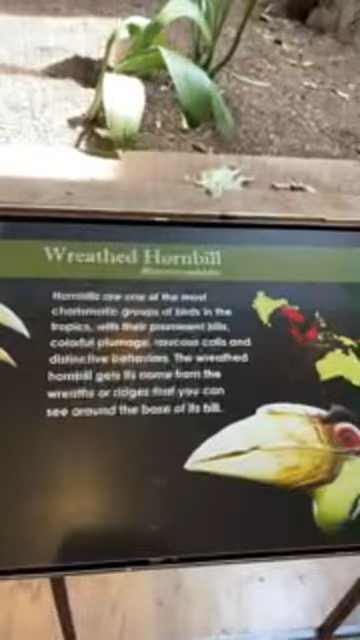 Wreathed Hornbill
Hornbills are one of the most
charismatic groups of birds in the
tropics, with their prominent bills,
colorful plumage, raucous calls and
distinctive behaviors. The wreathed
hornbill gets its name from the
wreaths or ridges that you can
see around the base of its bill.